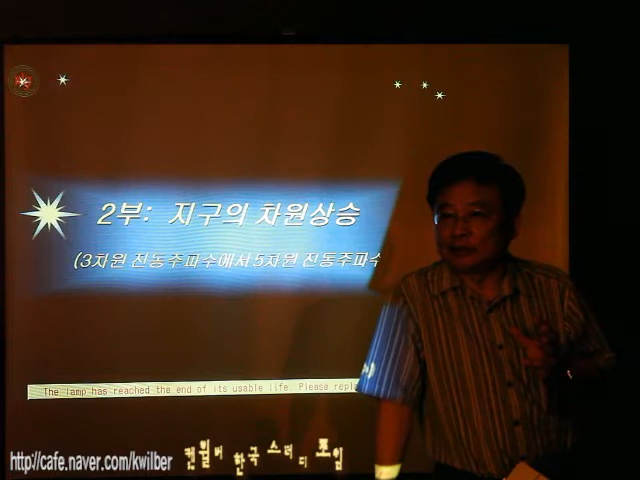 2부: 지구의 차원상승
(3차원 진동주파수에서 5차원 진동주파수
The lamp has reached the end of its usable life. Please repla
http://cafe.naver.com/kwilber
켄윌버 한국 스터디 모임